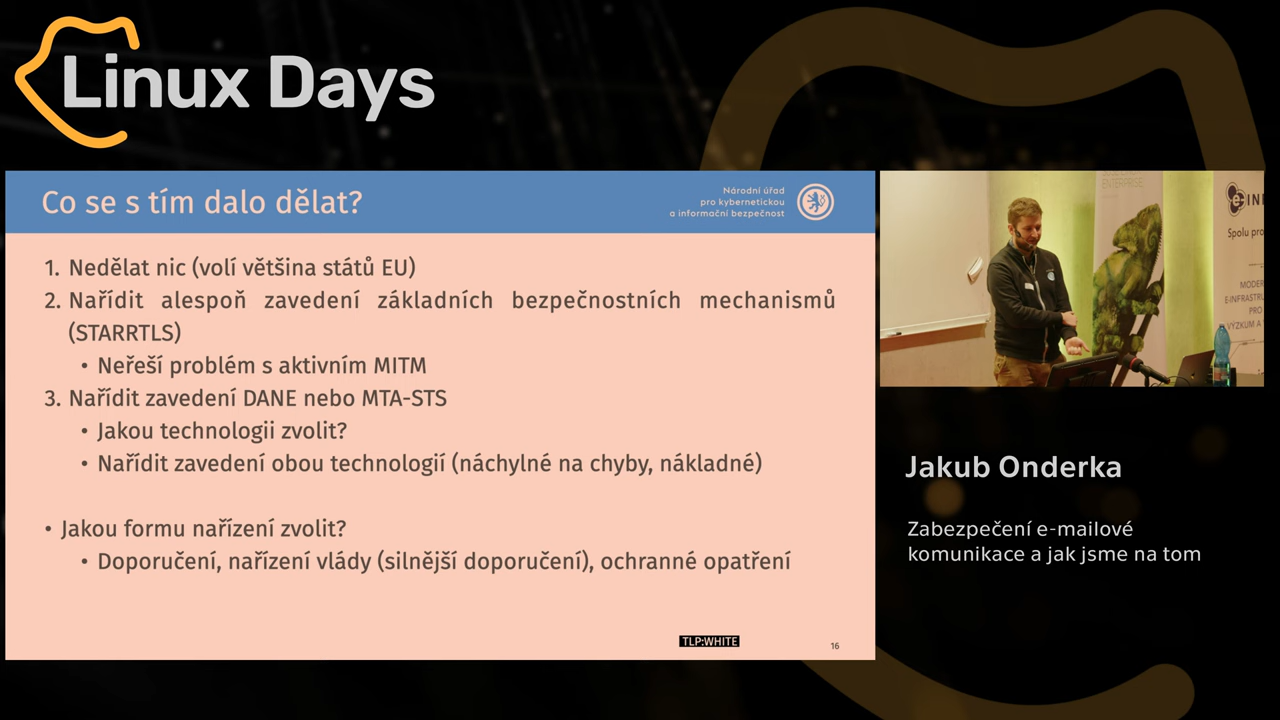 Linux Days
Co se s tím dalo dělat?
Národní úřad
pro kybernetickou
a informační bezpečnost
1. Nedělat nic (volí většina států EU)
2. Nařídit alespoň zavedení základních bezpečnostních mechanismů
(STARRTLS)
• Neřeší problém s aktivním MITM
3. Nařídit zavedení DANE nebo MTA-STS
• Jakou technologii zvolit?
• Nařídit zavedení obou technologií (náchylné na chyby, nákladné)
• Jakou formu nařízení zvolit?
• Doporučení, nařízení vlády (silnější doporučení), ochranné opatření
TLP:WHITE
16
ENTERPRISE
Spolu pro
Jakub Onderka
Zabezpečení e-mailové
komunikace a jak jsme na tom